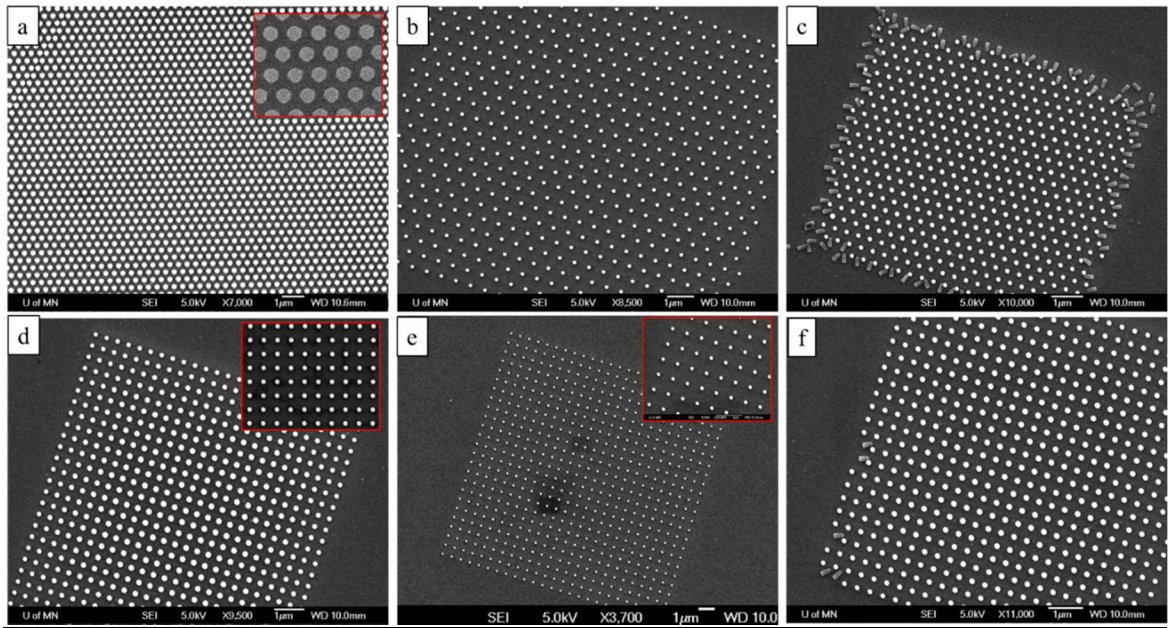 a
U of MN SEI 5.0kV X7,000 1μm WD 10.6mm
b
U of MN SEI 5.0kV X8,500 1μm WD 10.0mm
c
U of MN SEI 5.0kV X10,000 1μm WD 10.0mm
d
U of MN SEI 5.0kV X9,500 1μm WD 10.0mm
e
SEI 5.0kV X3,700 1μm WD 10.0
f
U of MN SEI 5.0kV X11,000 1μm WD 10.0mm